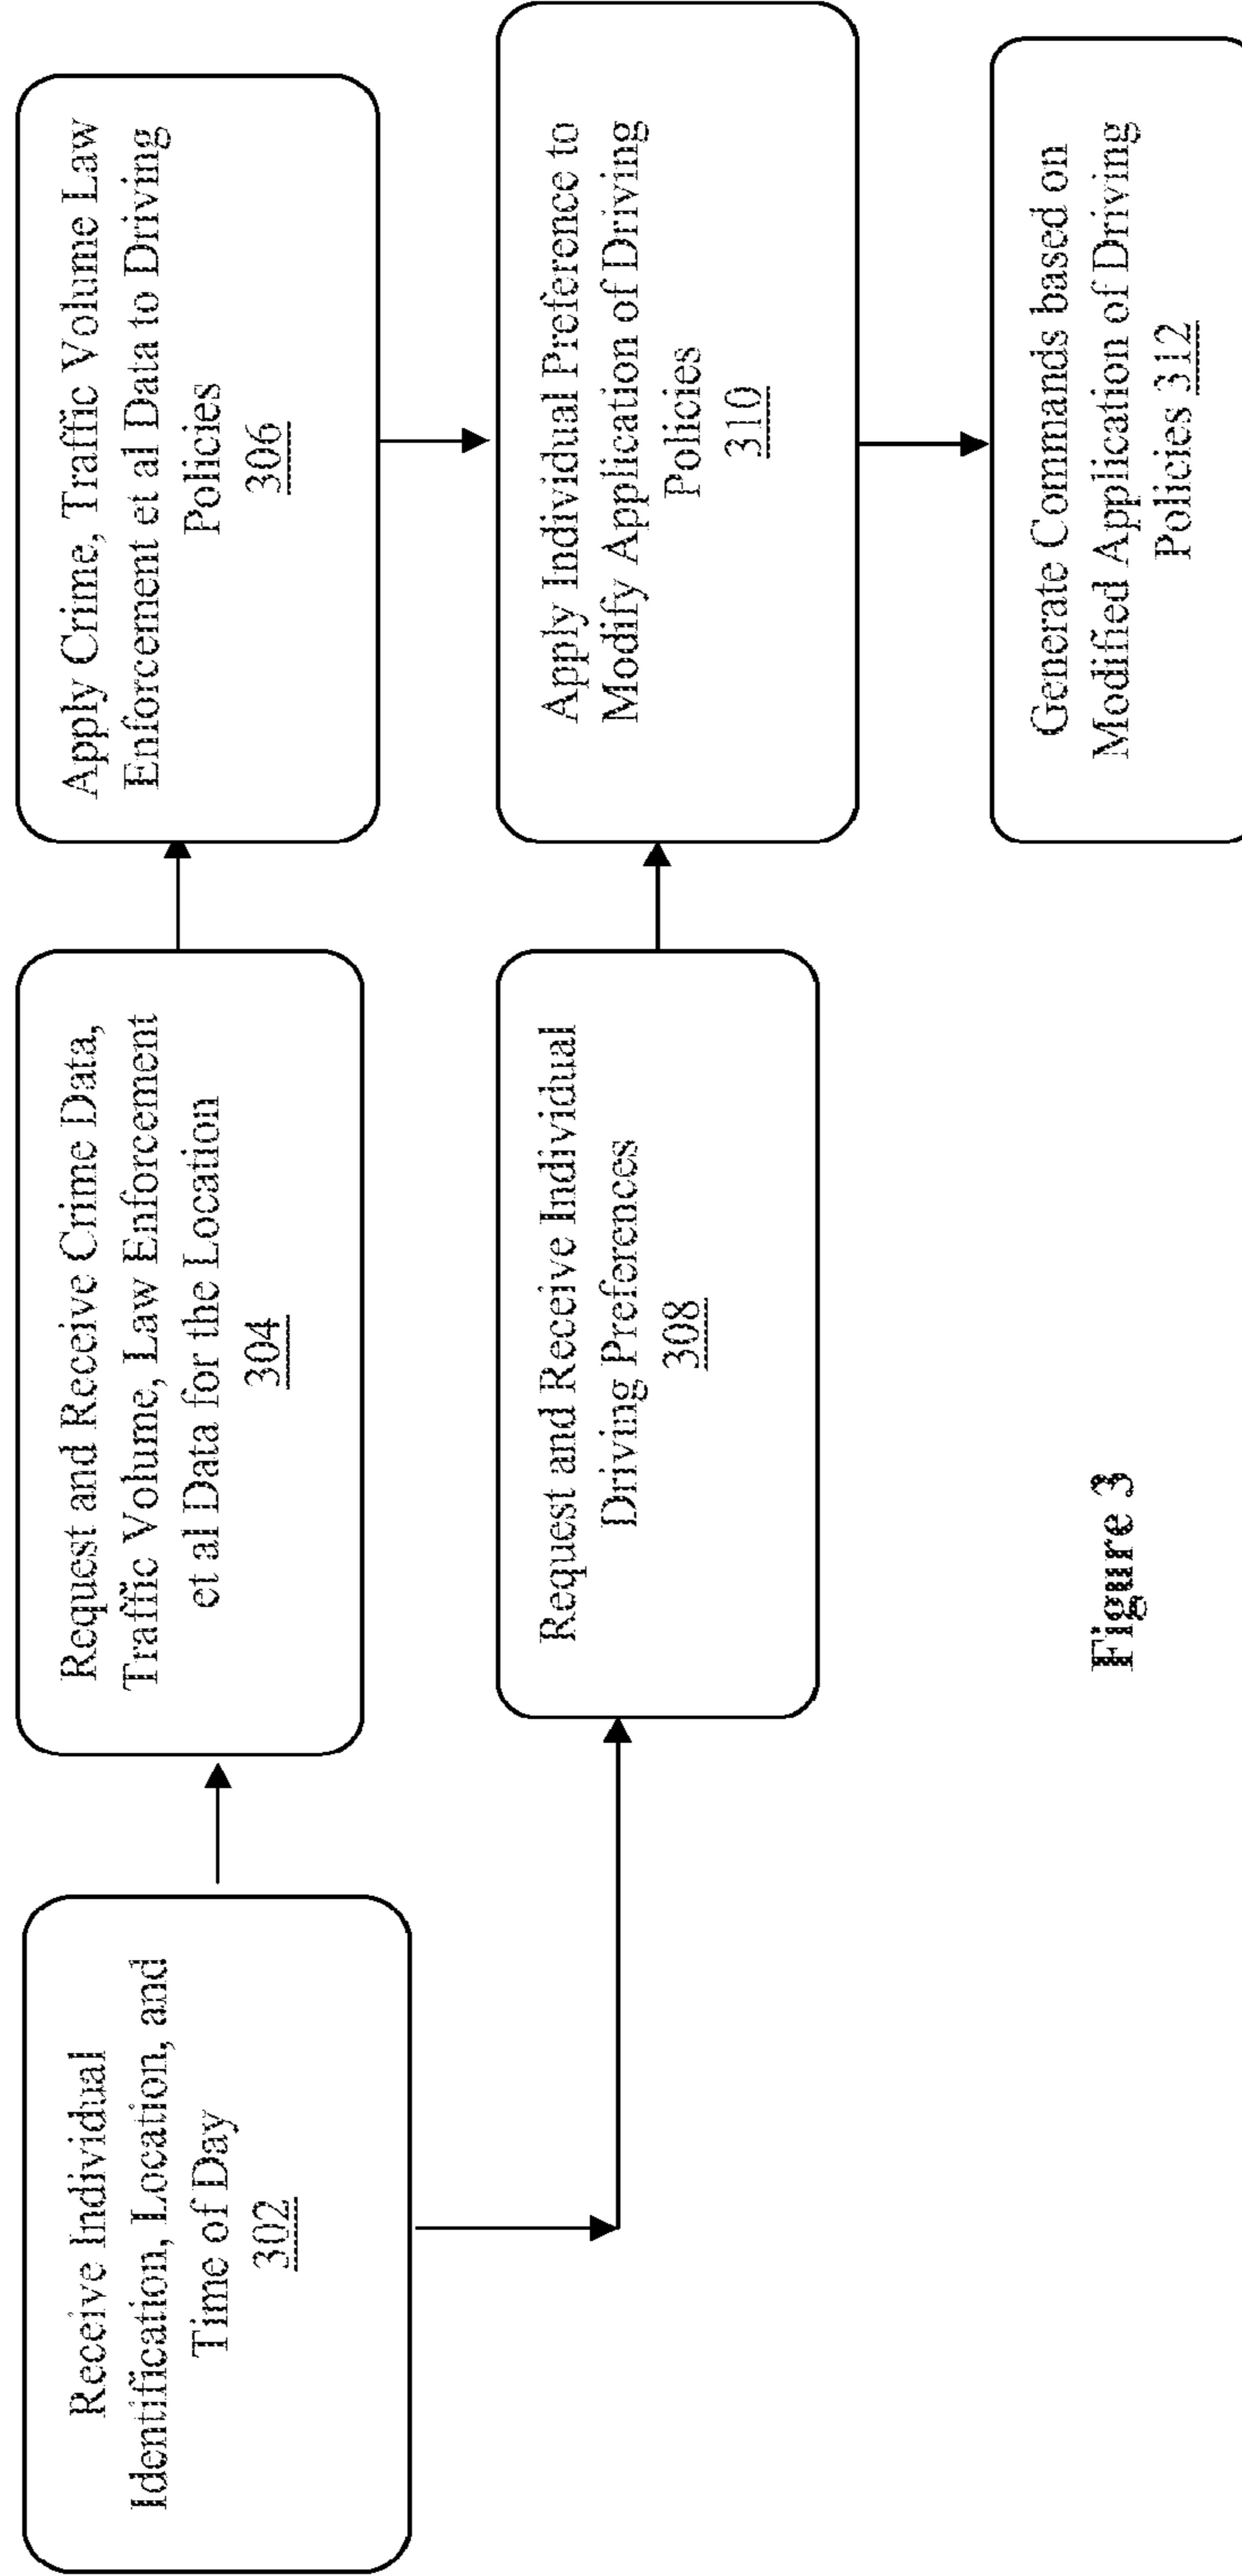 Receive Individual
Identification, Location, and
Time of Day
302
Request and Receive Crime Data,
Traffic Volume, Law Enforcement
et al Data for the Location
304
Apply Crime, Traffic Volume Law
Enforcement et al Data to Driving
Policies
306
Request and Receive Individual
Driving Preferences
308
Apply Individual Preference to
Modify Application of Driving
Policies
310
Generate Commands based on
Modified Application of Driving
Policies 312
Figure 3